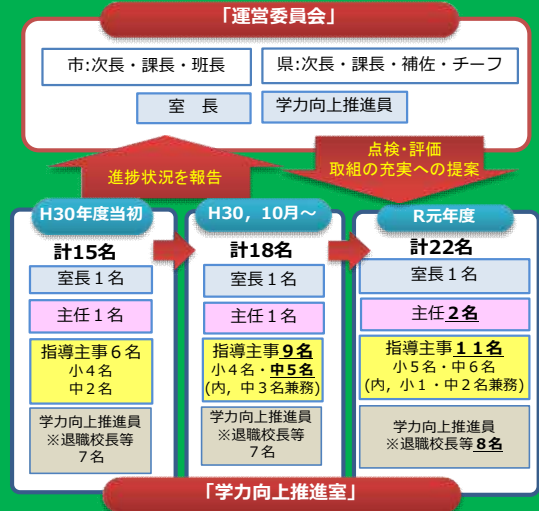 「運営委員会」
市:次長・課長・班長
県:次長・課長・補佐・チーフ
室 長
学力向上推進員
進捗状況を報告
点検・評価
取組の充実への提案
H30年度当初
計15名
室長１名
主任１名
指導主事６名
小４名
中２名
学力向上推進員
※退職校長等
７名
H30，10月～
計18名
室長１名
主任１名
指導主事９名
小４名・中５名
(内，中３名兼務)
学力向上推進員
※退職校長等
７名
R元年度
計22名
室長１名
主任２名
指導主事１１名
小５名・中６名
(内，小１・中２名兼務)
学力向上推進員
※退職校長等８名
「学力向上推進室」